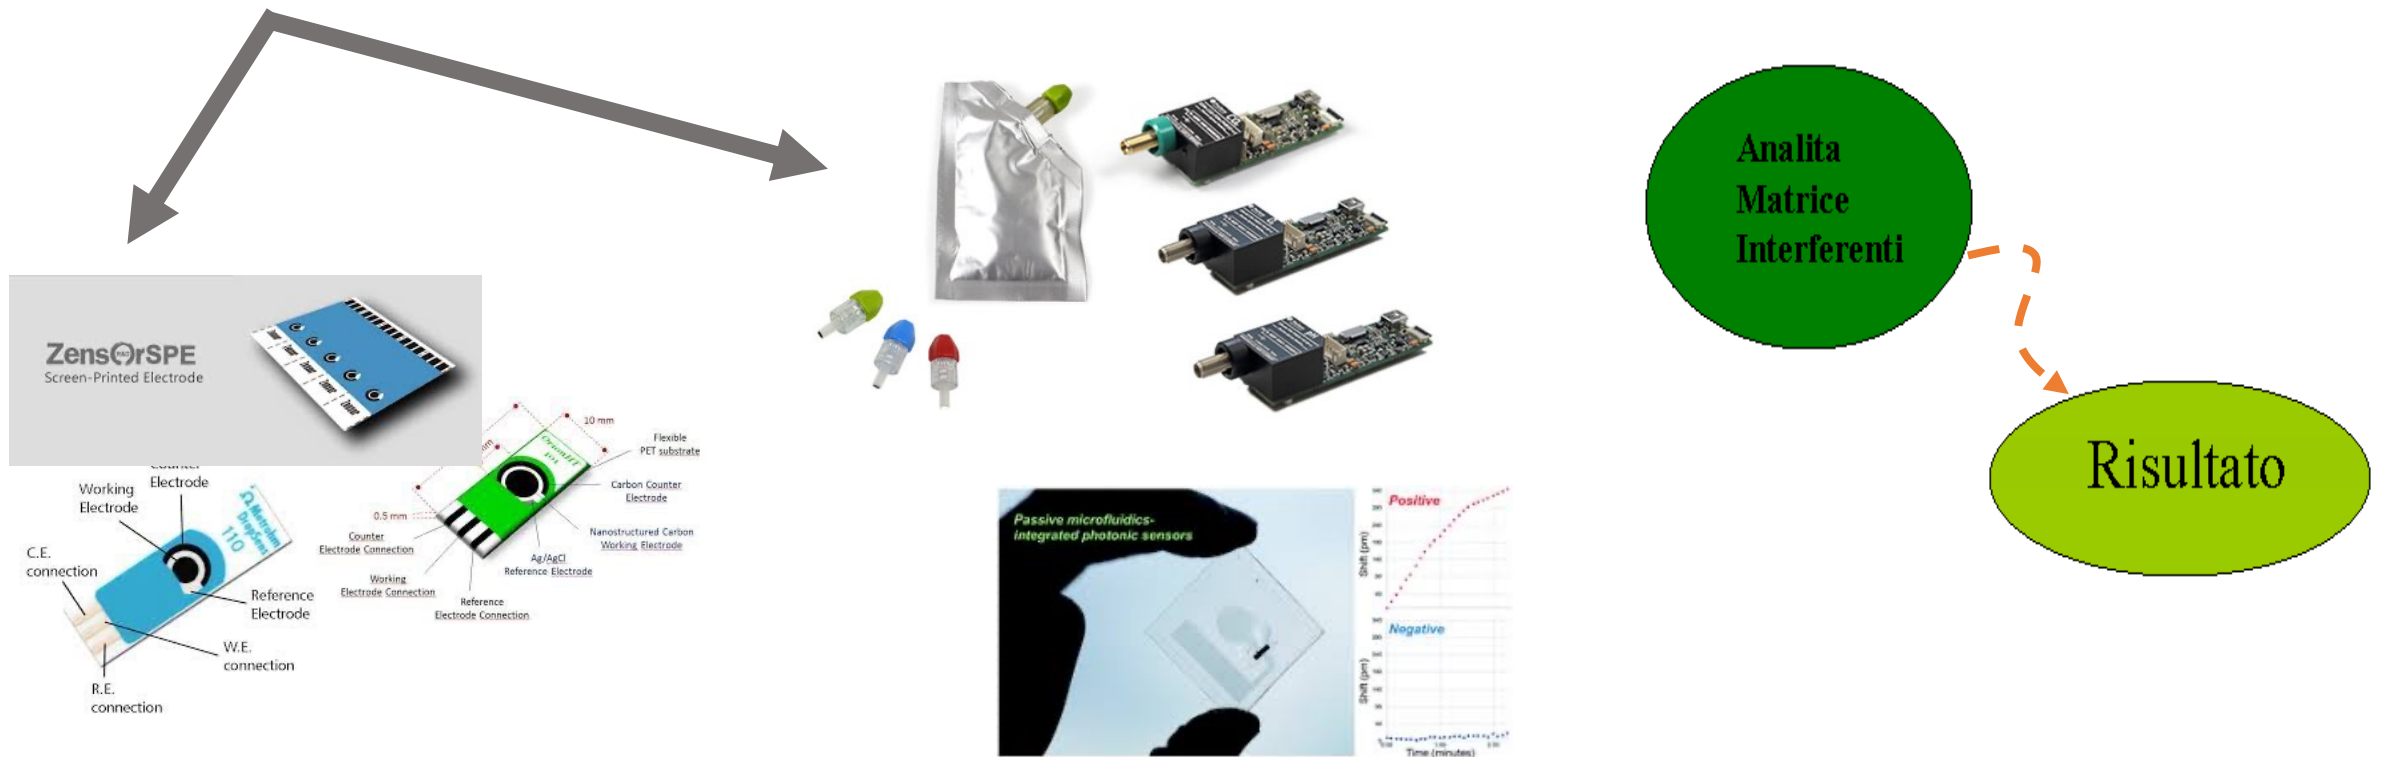 ZensOrSPE
PAD
Screen-Printed Electrode
Counter
Electrode
Working
Electrode
C.E.
connection
Reference
Electrode
W.E.
connection
R.E.
connection
Ω Metrohm
DropSens
110
10 mm
Flexible
PET substrate
Carbon Counter
Electrode
Nanostructured Carbon
Working Electrode
Ag/AgCl
Reference Electrode
0.5 mm
Counter
Electrode Connection
Working
Electrode Connection
Reference
Electrode Connection
Passive microfluidics-
integrated photonic sensors
Positive
Shift (pm)
Negative
Shift (pm)
Time (minutes)
Analita
Matrice
Interferenti
Risultato